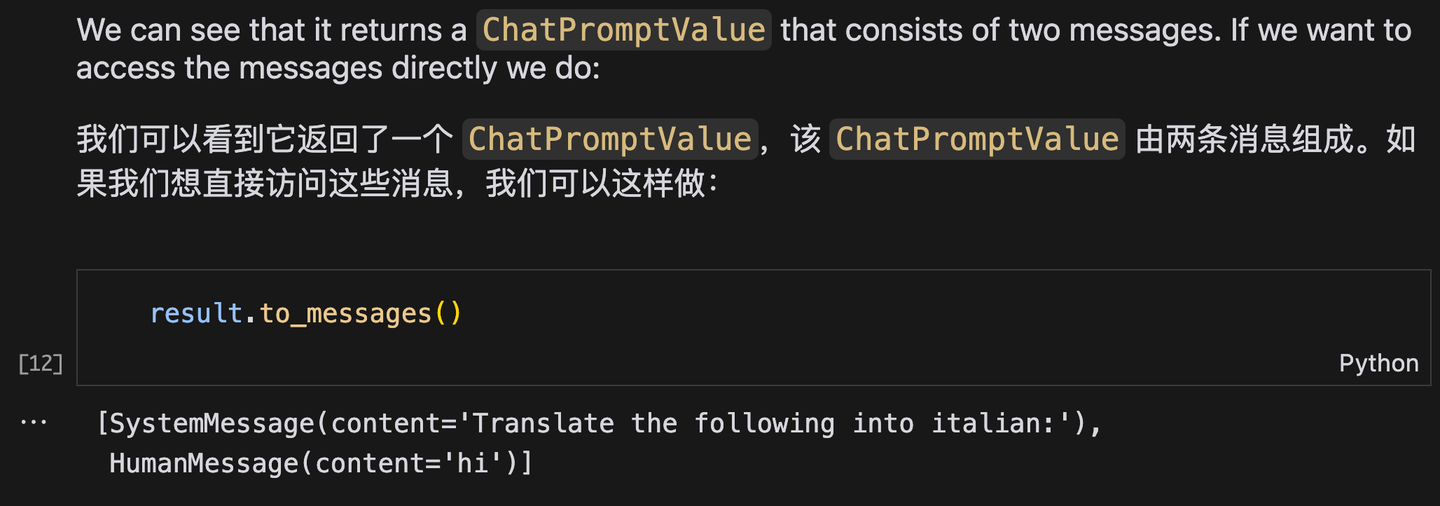 We can see that it returns a ChatPromptValue that consists of two messages. If we want to
access the messages directly we do:
我们可以看到它返回了一个 ChatPromptValue，该 ChatPromptValue 由两条消息组成。如
果我们想直接访问这些消息，我们可以这样做：
result.to_messages()
[12]
Python
... [SystemMessage(content='Translate the following into italian:'),
HumanMessage(content='hi')]